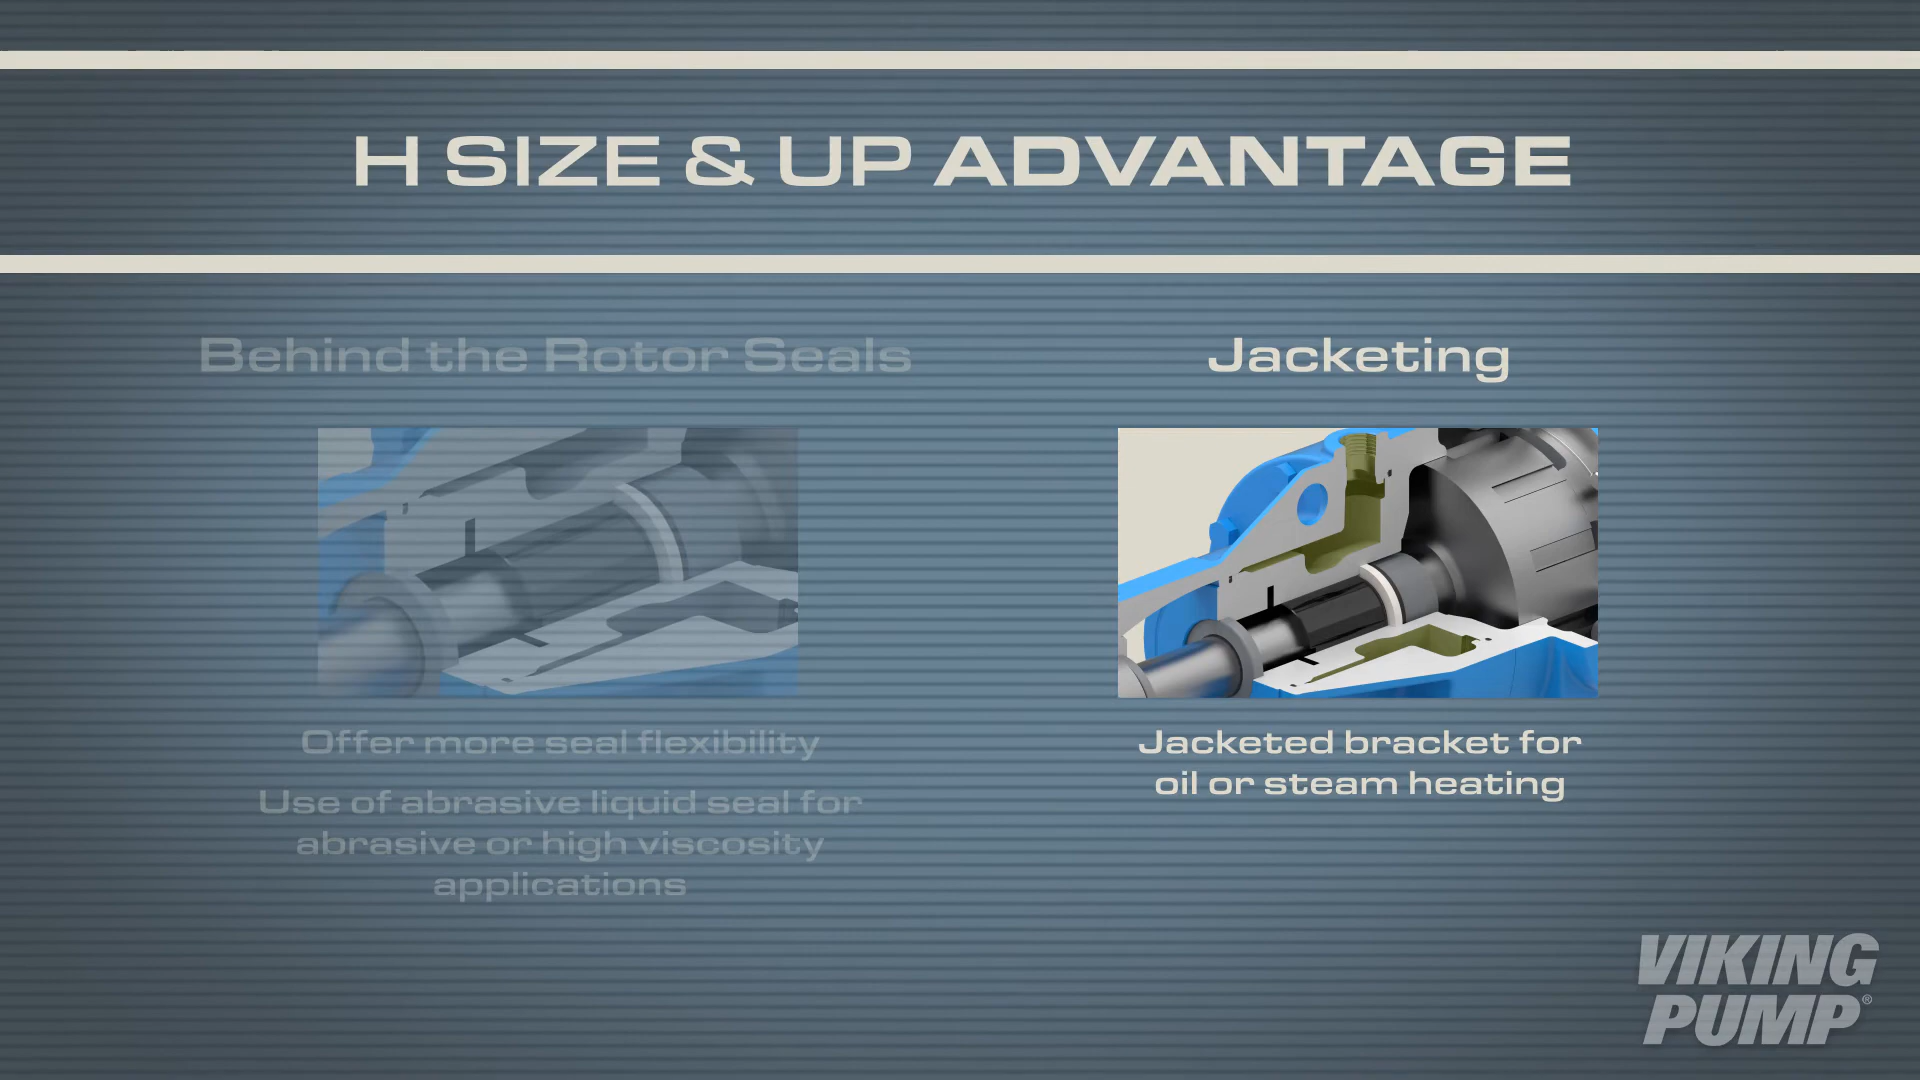 H SIZE & UP ADVANTAGE
Behind the Rotor Seals
Offer more seal flexibility
Use of abrasive liquid seal for
abrasive or high viscosity
applications
Jacketing
Jacketed bracket for
oil or steam heating
VIKING
PUMP®